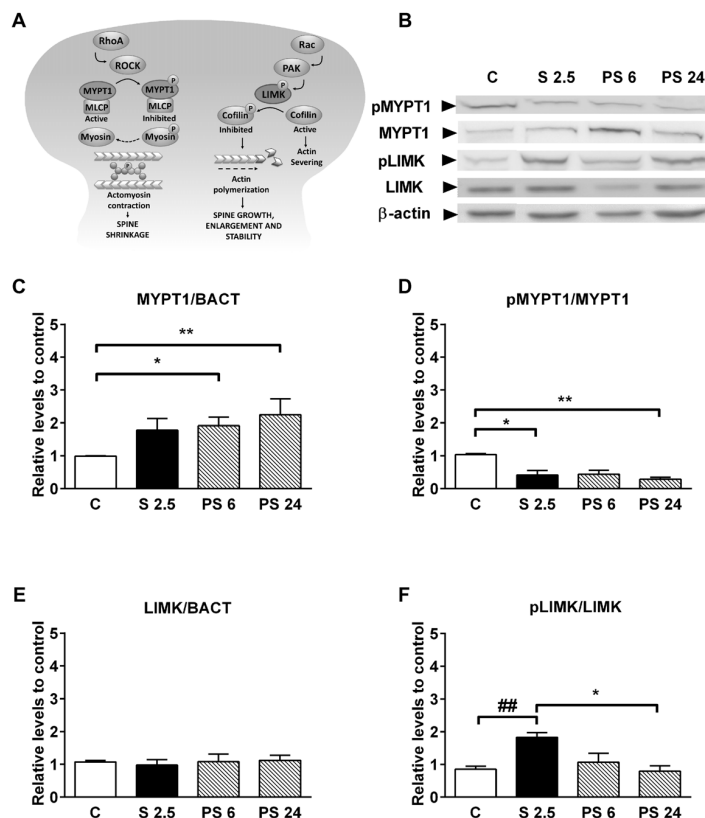 A
RhoA
ROCK
MYPT1
MLCP
Active
P
MYPT1
MLCP
Inhibited
Myosin
P
Myosin
P
Actomyosin
contraction
SPINE
SHRINKAGE
Rac
PAK
P
LIMK
P
Cofilin
Inhibited
Cofilin
Active
Actin
Severing
Actin
polymerization
SPINE GROWTH,
ENLARGEMENT AND
STABILITY
B
C S 2.5 PS 6 PS 24
pMYPT1
MYPT1
pLIMK
LIMK
β-actin
C
MYPT1/BACT
Relative levels to control
5
4
3
2
1
0
**
*
C S 2.5 PS 6 PS 24
D
pMYPT1/MYPT1
Relative levels to control
5
4
3
2
1
0
**
*
C S 2.5 PS 6 PS 24
E
LIMK/BACT
Relative levels to control
5
4
3
2
1
0
C S 2.5 PS 6 PS 24
F
pLIMK/LIMK
Relative levels to control
5
4
3
2
1
0
##
*
C S 2.5 PS 6 PS 24